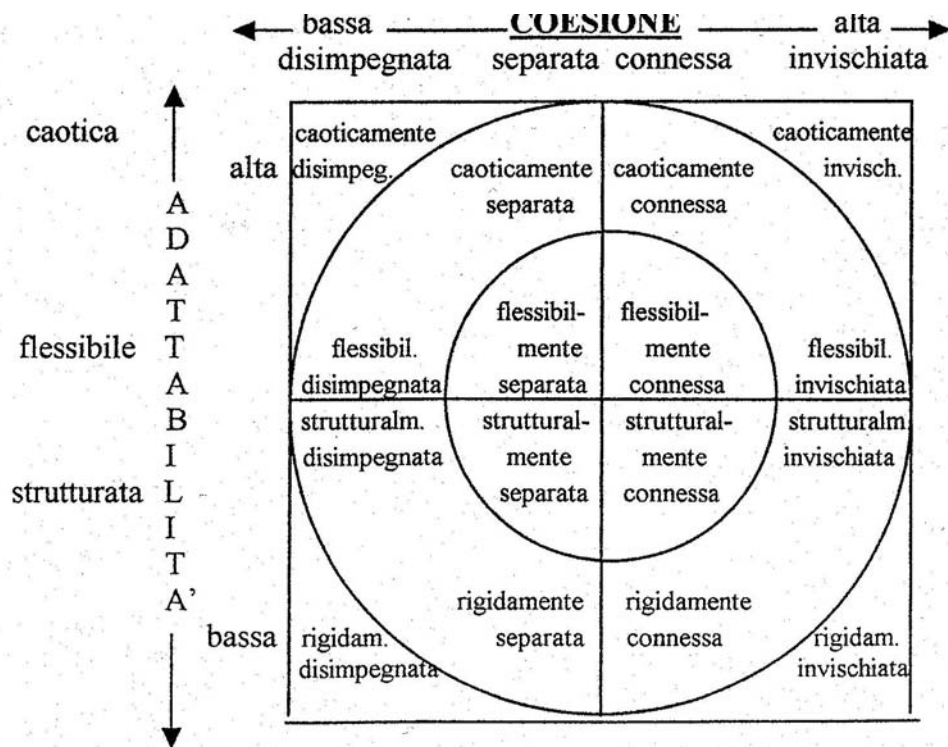 bassa COESIONE alta
disimpegnata separata connessa invischiata
caotica
alta
ADATTABILITA'
flessibile
strutturata
bassa
caoticamente
disimpeg.
caoticamente
separata
caoticamente
connessa
caoticamente
invisch.
flessibil.
disimpegnata
flessibil-
mente
separata
flessibil-
mente
connessa
flessibil.
invischiata
strutturalm.
disimpegnata
struttural-
mente
separata
struttural-
mente
connessa
strutturalm.
invischiata
rigidam.
disimpegnata
rigidamente
separata
rigidamente
connessa
rigidam.
invischiata